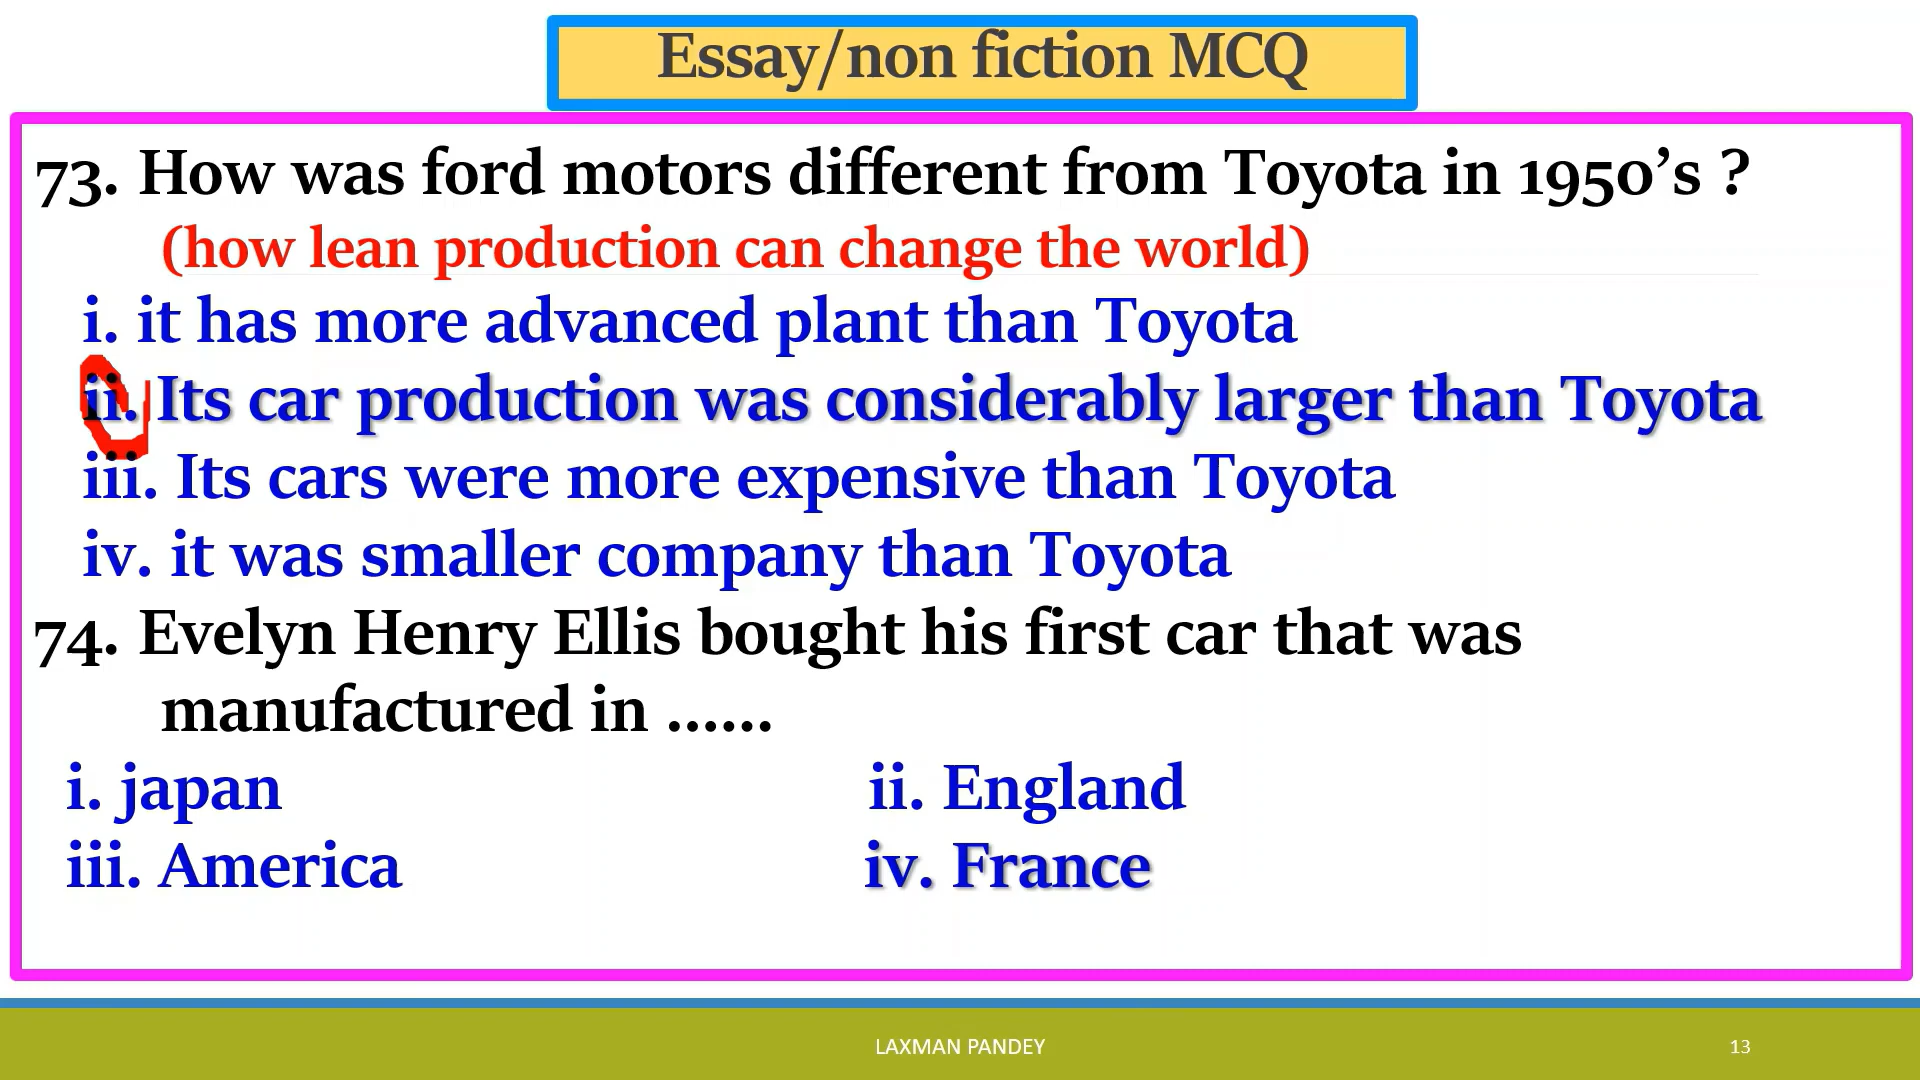 Essay/non fiction MCQ
73. How was ford motors different from Toyota in 1950’s ?
(how lean production can change the world)
i. it has more advanced plant than Toyota
ii. Its car production was considerably larger than Toyota
iii. Its cars were more expensive than Toyota
iv. it was smaller company than Toyota
74. Evelyn Henry Ellis bought his first car that was
manufactured in ......
i. japan ii. England
iii. America iv. France
LAXMAN PANDEY 13